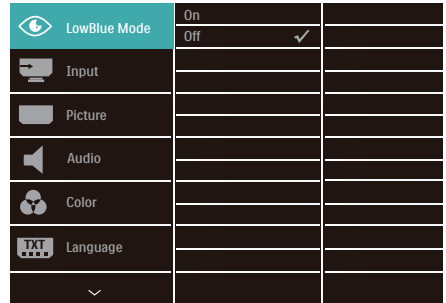 LowBlue Mode
On
Off
Input
Picture
Audio
Color
TXT
Language